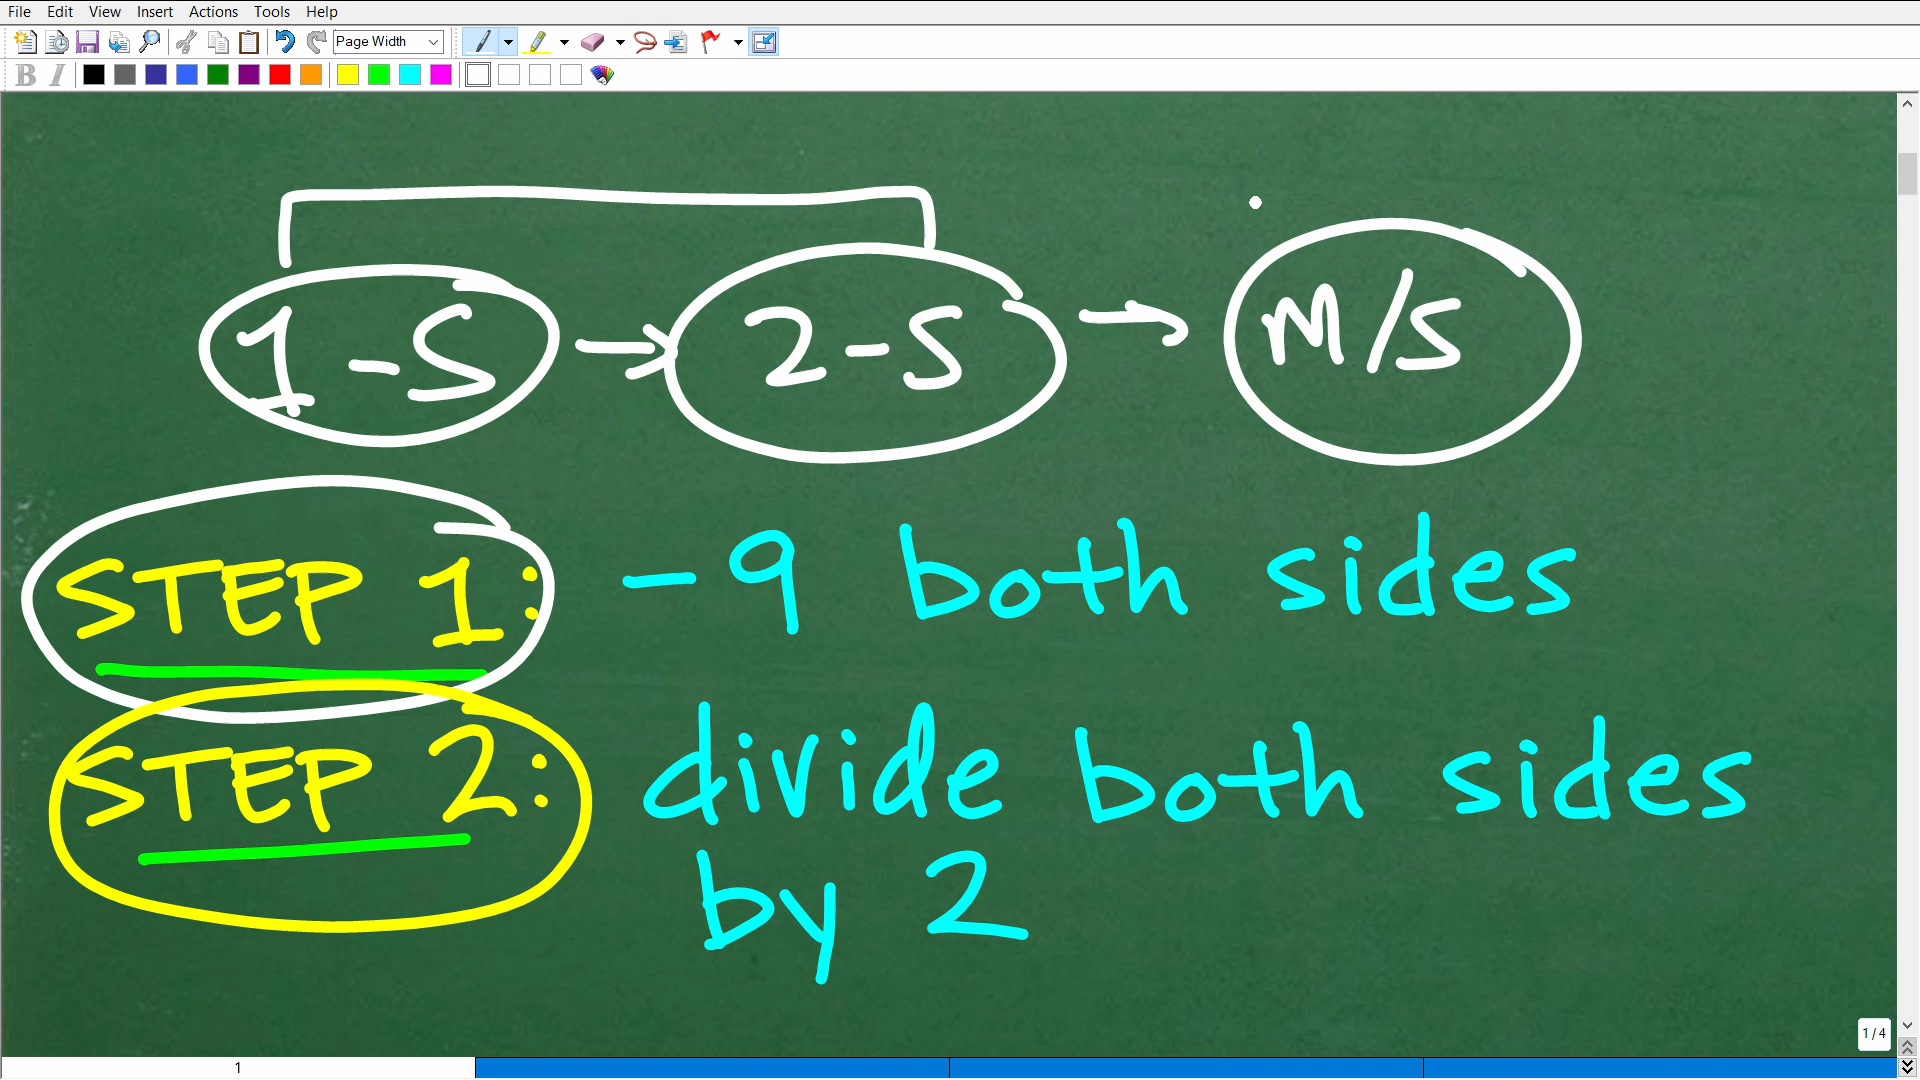 File Edit View Insert Actions Tools Help
Page Width
B I
1-S → 2-S → M/S
STEP 1: -9 both sides
STEP 2: divide both sides
by 2
1 / 4
1